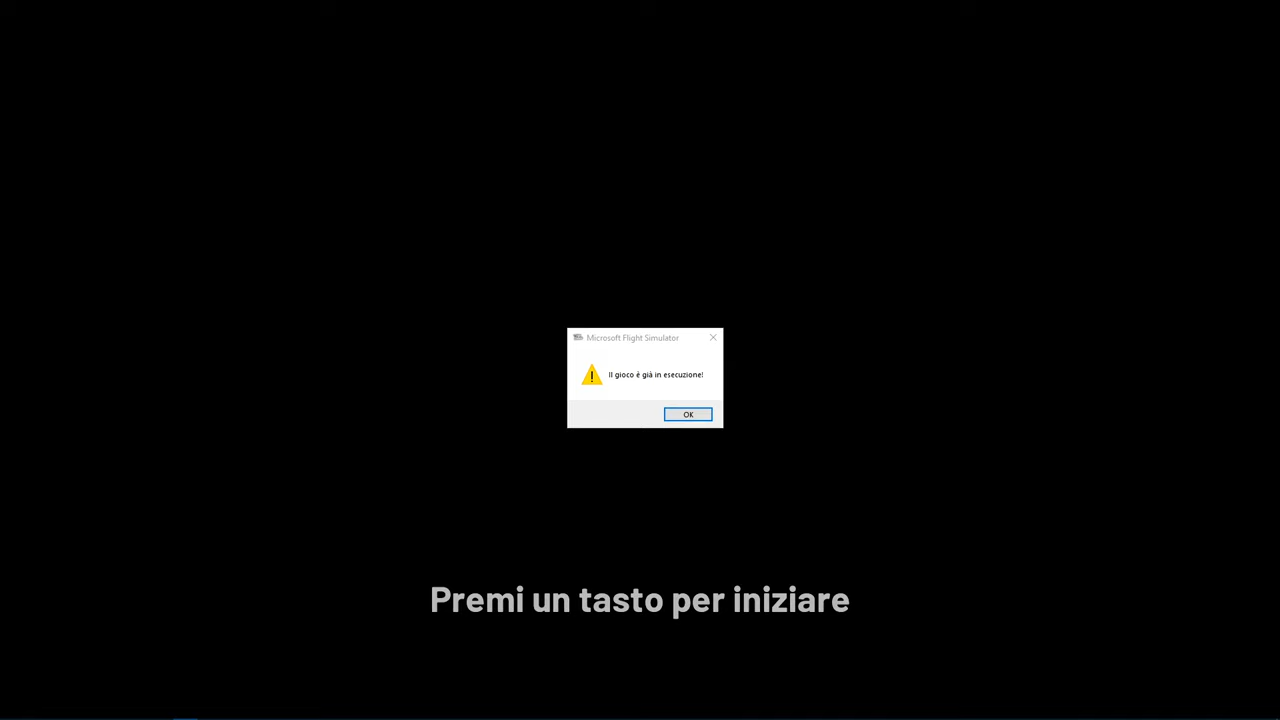 Microsoft Flight Simulator
Il gioco è già in esecuzione!
OK
Premi un tasto per iniziare